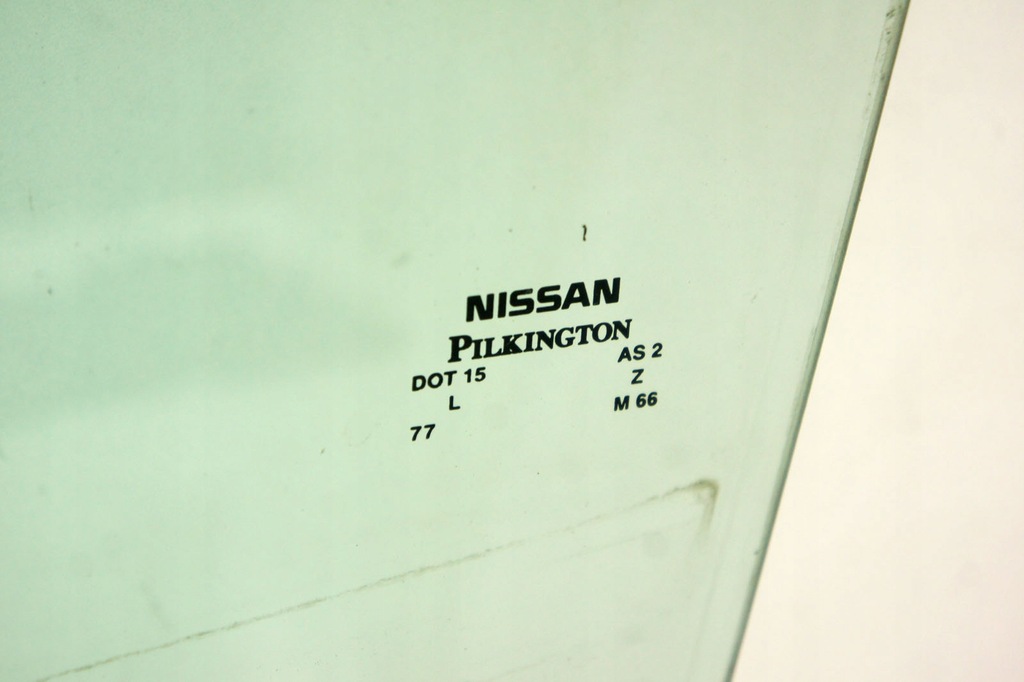 NISSAN
PILKINGTON
DOT 15 AS 2
L Z
77 M 66